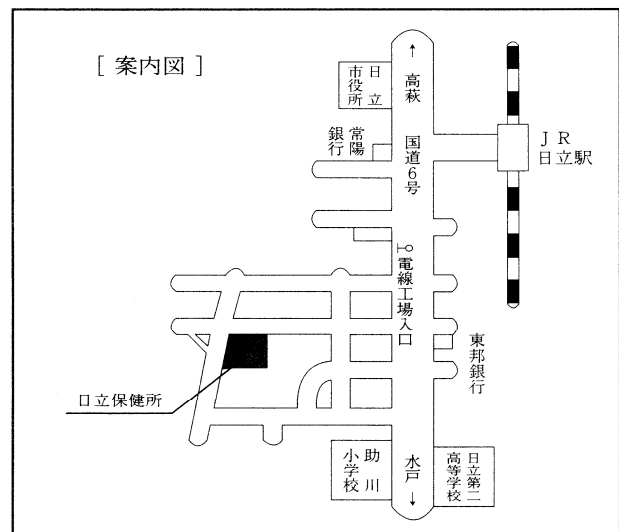 [ 案内図 ]
↑
高萩
日立
市役所
常陽
銀行
国道6号
JR
日立駅
電線工場入口
東邦銀行
日立保健所
助川
小学校
水戸
↓
日立第二
高等学校